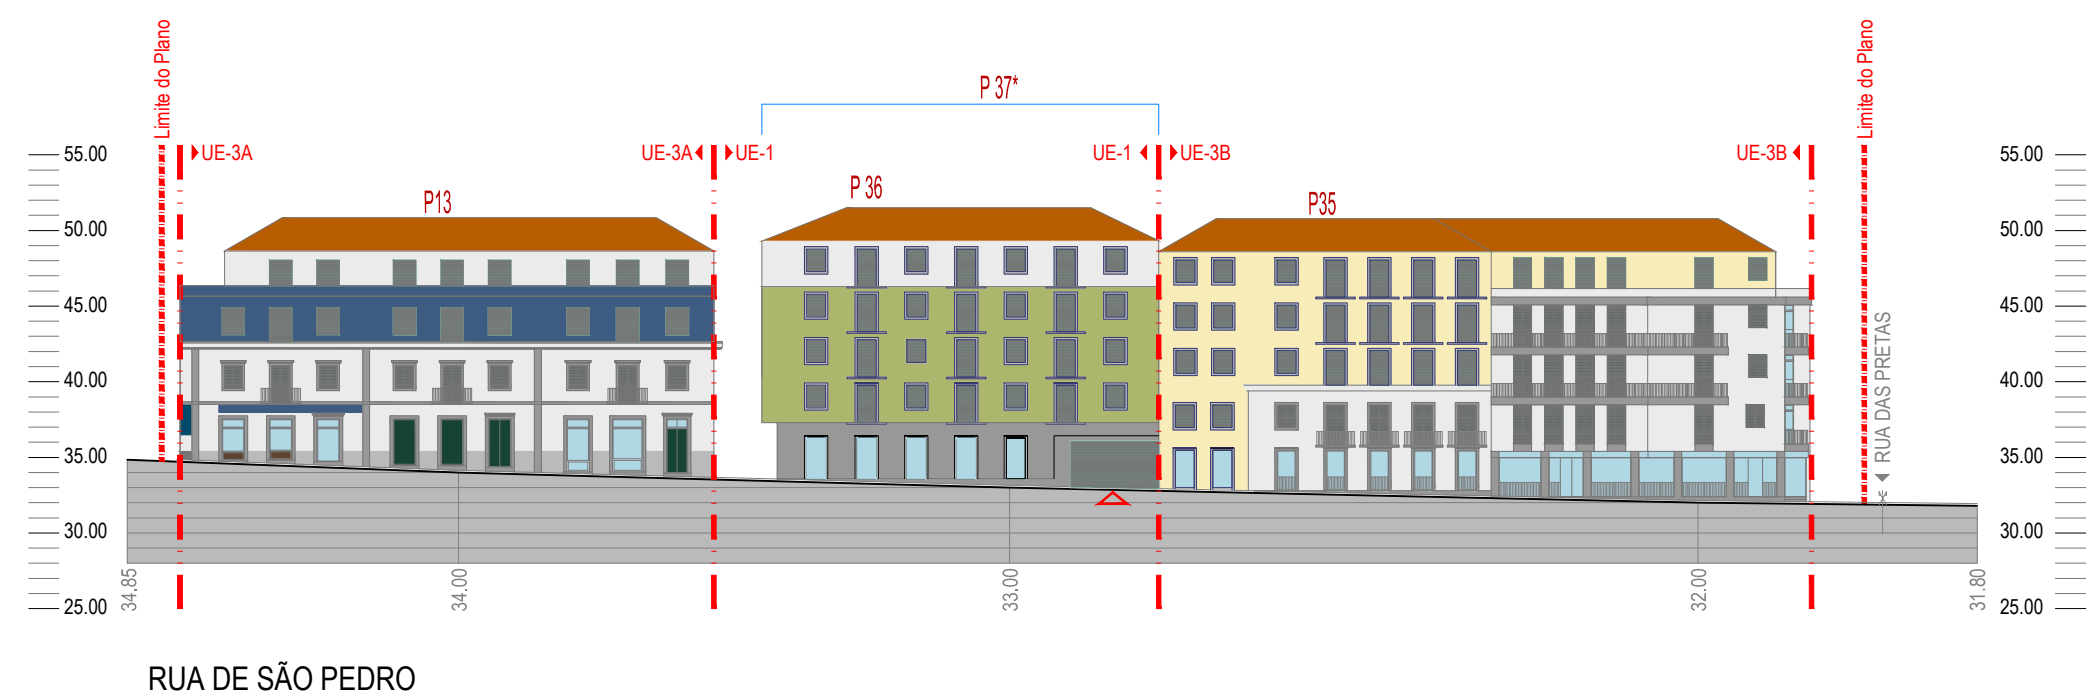 Limite do Plano
Limite do Plano
P 37*
UE-3A
UE-3A
UE-1
UE-1
UE-3B
UE-3B
55.00
55.00
P 36
P13
P35
50.00
50.00
45.00
45.00
40.00
40.00
RUA DAS PRETAS
35.00
35.00
30.00
30.00
25.00
25.00
34.85
34.00
33.00
32.00
31.80
RUA DE SÃO PEDRO